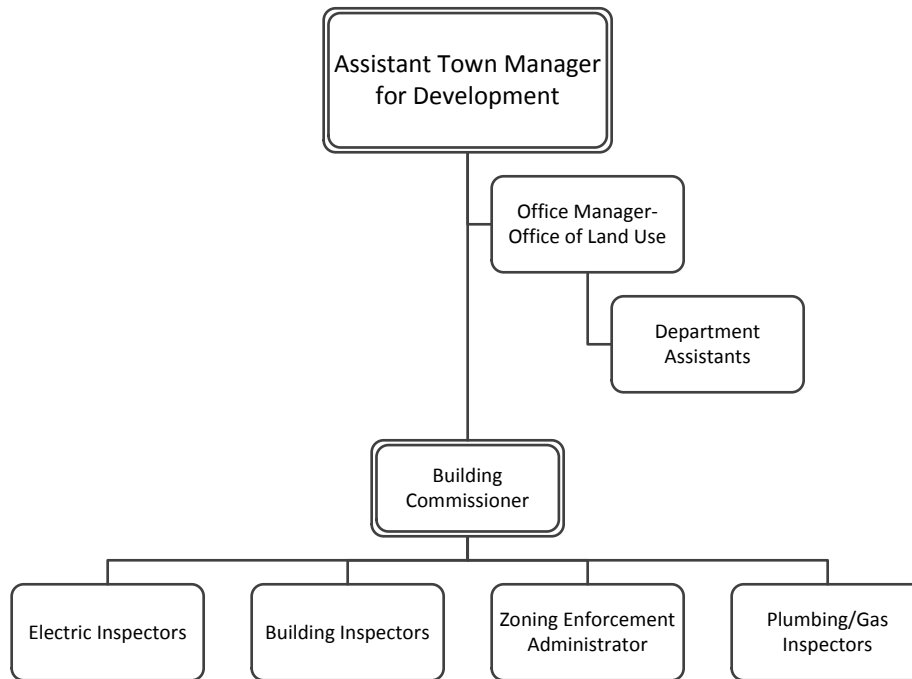 Assistant Town Manager
for Development
Office Manager-
Office of Land Use
Department
Assistants
Building
Commissioner
Electric Inspectors
Building Inspectors
Zoning Enforcement
Administrator
Plumbing/Gas
Inspectors